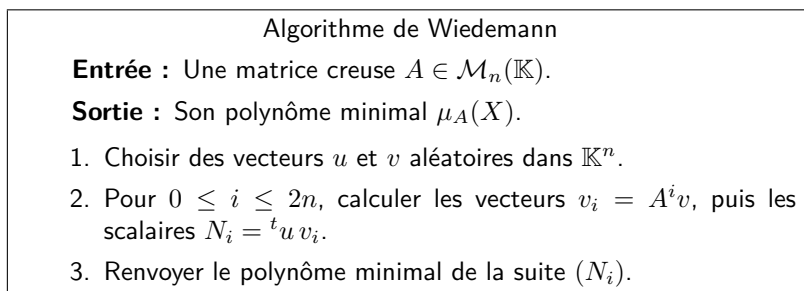 Algorithme de Wiedemann
Entrée : Une matrice creuse A ∈ ℳₙ(𝕂).
Sortie : Son polynôme minimal μ_A(X).
1. Choisir des vecteurs u et v aléatoires dans 𝕂ⁿ.
2. Pour 0 ≤ i ≤ 2n, calculer les vecteurs vᵢ = Aⁱv, puis les
scalaires Nᵢ = ᵗu vᵢ.
3. Renvoyer le polynôme minimal de la suite (Nᵢ).